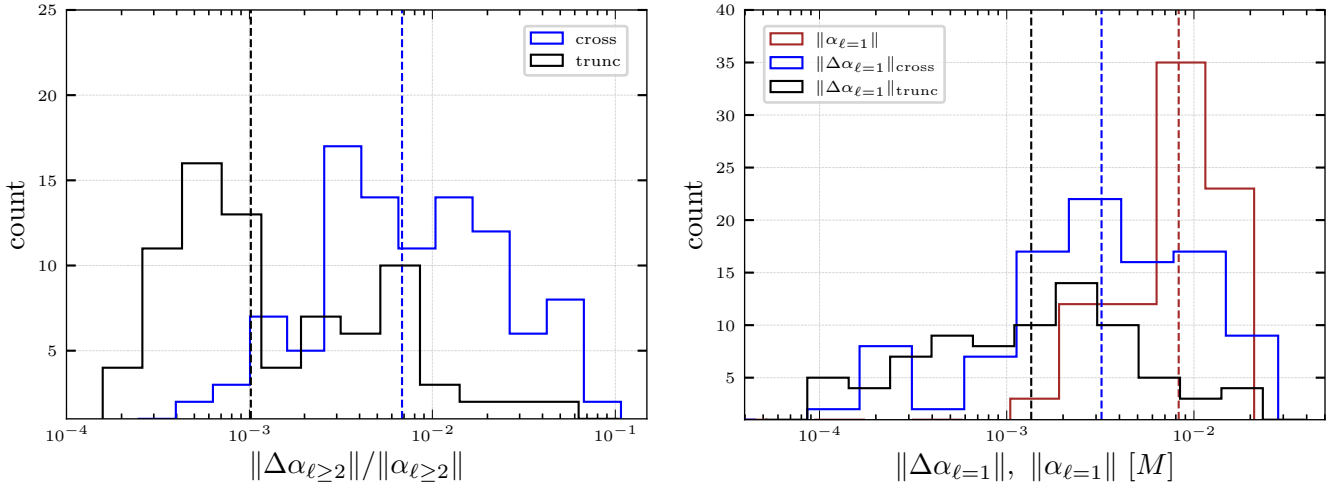 25
20
15
10
5
count
cross
trunc
10⁻⁴
10⁻³
10⁻²
10⁻¹
‖Δα_{ℓ≥2}‖/‖α_{ℓ≥2}‖
40
35
30
25
20
15
10
5
count
‖α_{ℓ=1}‖
‖Δα_{ℓ=1}‖_{cross}
‖Δα_{ℓ=1}‖_{trunc}
10⁻⁴
10⁻³
10⁻²
‖Δα_{ℓ=1}‖, ‖α_{ℓ=1}‖ [M]